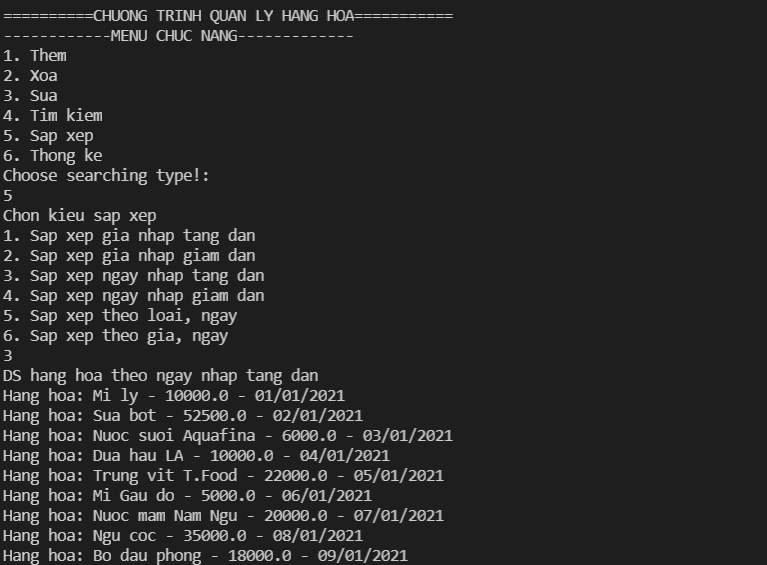 ==========CHUONG TRINH QUAN LY HANG HOA===========
------------MENU CHUC NANG-------------
1. Them
2. Xoa
3. Sua
4. Tim kiem
5. Sap xep
6. Thong ke
Choose searching type!:
5
Chon kieu sap xep
1. Sap xep gia nhap tang dan
2. Sap xep gia nhap giam dan
3. Sap xep ngay nhap tang dan
4. Sap xep ngay nhap giam dan
5. Sap xep theo loai, ngay
6. Sap xep theo gia, ngay
3
DS hang hoa theo ngay nhap tang dan
Hang hoa: Mi ly - 10000.0 - 01/01/2021
Hang hoa: Sua bot - 52500.0 - 02/01/2021
Hang hoa: Nuoc suoi Aquafina - 6000.0 - 03/01/2021
Hang hoa: Dua hau LA - 10000.0 - 04/01/2021
Hang hoa: Trung vit T.Food - 22000.0 - 05/01/2021
Hang hoa: Mi Gau do - 5000.0 - 06/01/2021
Hang hoa: Nuoc mam Nam Ngu - 20000.0 - 07/01/2021
Hang hoa: Ngu coc - 35000.0 - 08/01/2021
Hang hoa: Bo dau phong - 18000.0 - 09/01/2021